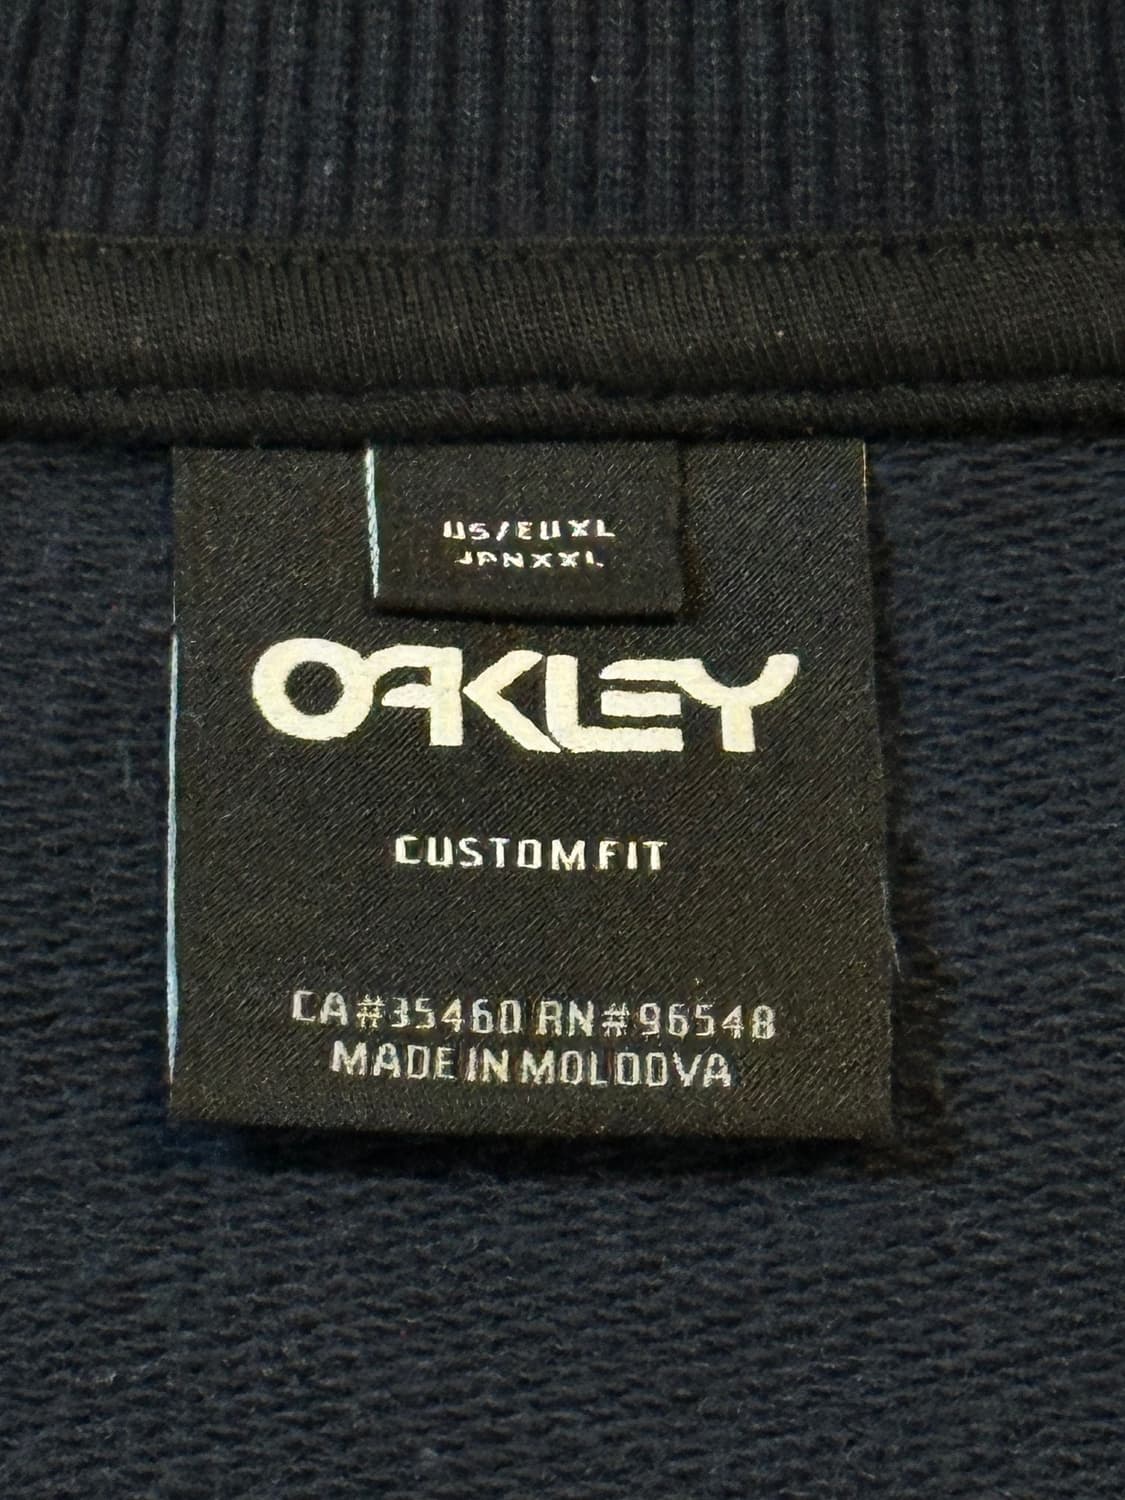 US/EU XL
JPN XXL
OAKLEY
CUSTOM FIT
CA#35460 RN#96548
MADE IN MOLDOVA